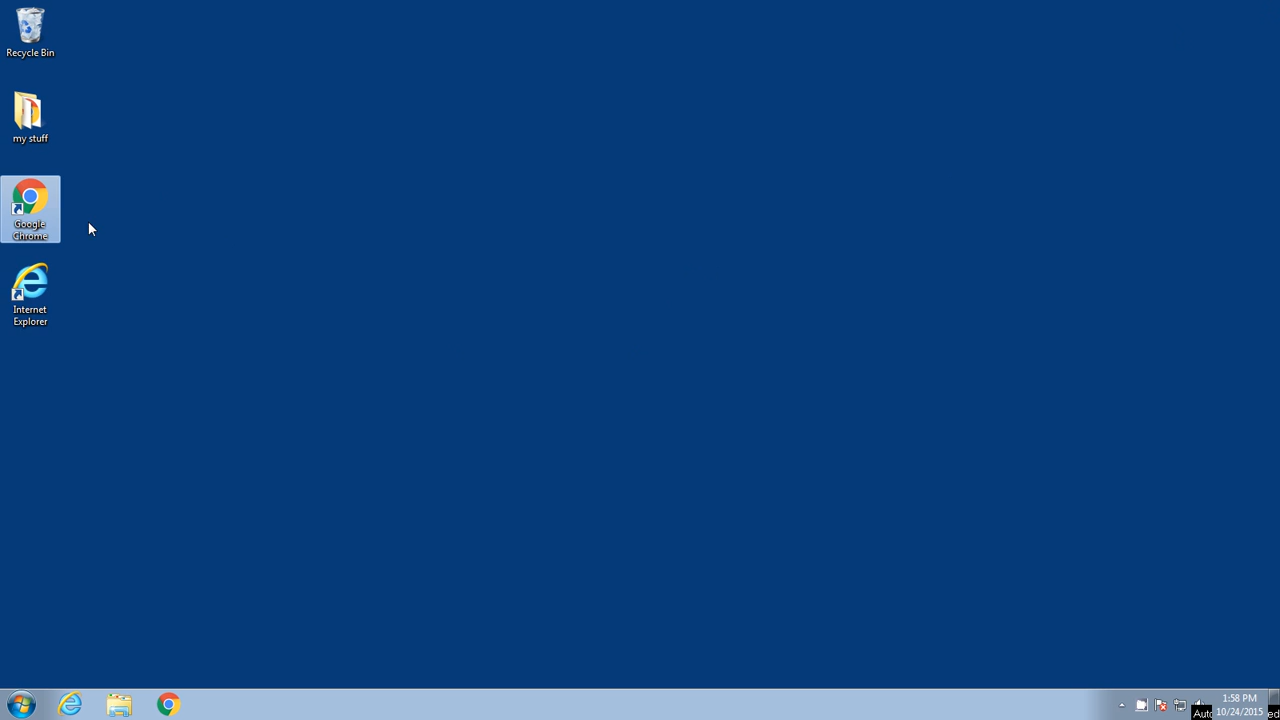 Recycle Bin
my stuff
Google
Chrome
Internet
Explorer
1:58 PM
10/24/2015